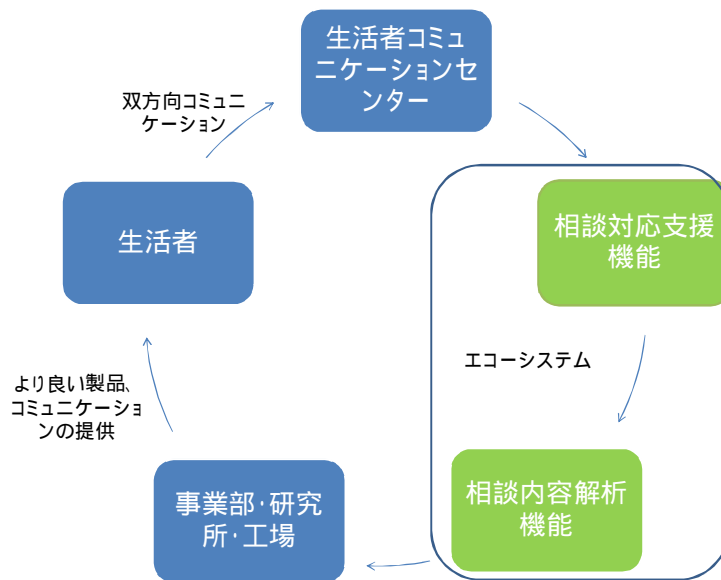 生活者コミュ
ニケーションセ
ンター
双方向コミュニ
ケーション
生活者
相談対応支援
機能
エコーシステム
より良い製品、
コミュニケーショ
ンの提供
事業部・研究
所・工場
相談内容解析
機能